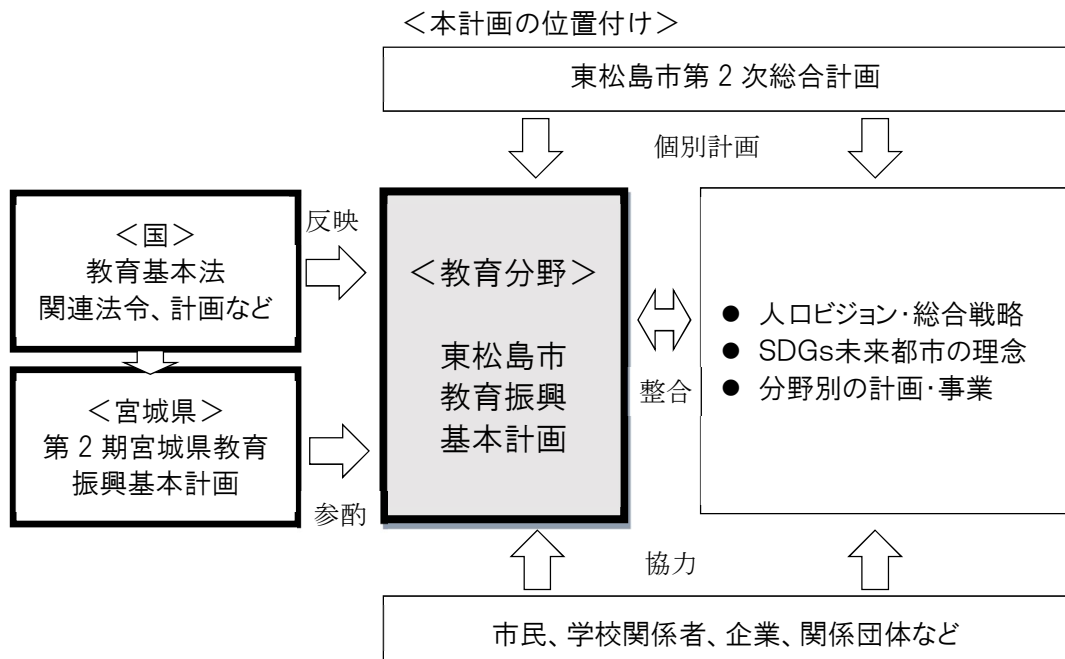 ＜本計画の位置付け＞
東松島市第２次総合計画
個別計画
＜国＞
教育基本法
関連法令、計画など
反映
＜宮城県＞
第２期宮城県教育
振興基本計画
参酌
＜教育分野＞
東松島市
教育振興
基本計画
整合
● 人口ビジョン・総合戦略
● SDGs未来都市の理念
● 分野別の計画・事業
協力
市民、学校関係者、企業、関係団体など